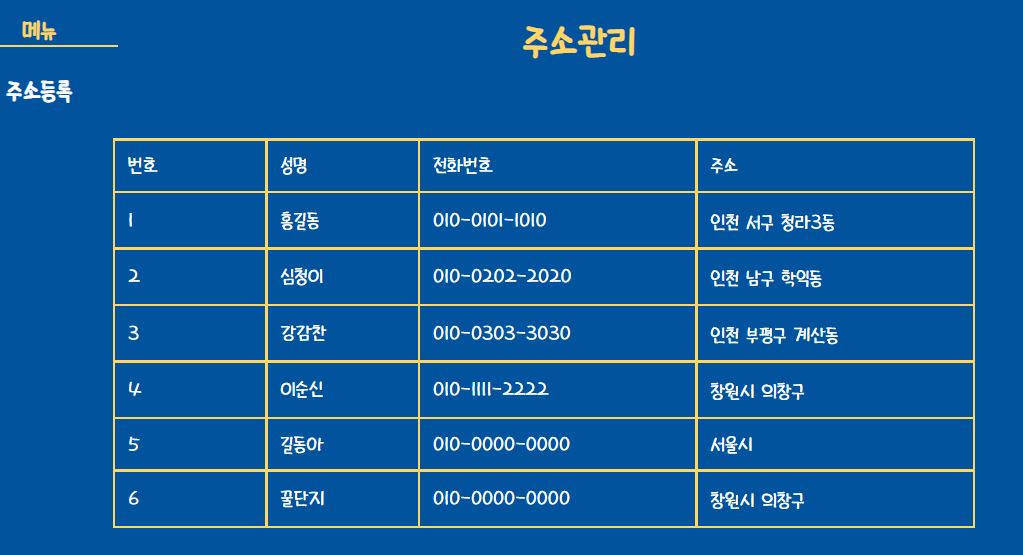 메뉴
주소관리
주소등록
번호 성명 전화번호 주소
1 홍길동 010-0101-1010 인천 서구 청라3동
2 심청이 010-0202-2020 인천 남구 학익동
3 강감찬 010-0303-3030 인천 부평구 계산동
4 이순신 010-1111-2222 창원시 의창구
5 길동아 010-0000-0000 서울시
6 꿀단지 010-0000-0000 창원시 의창구